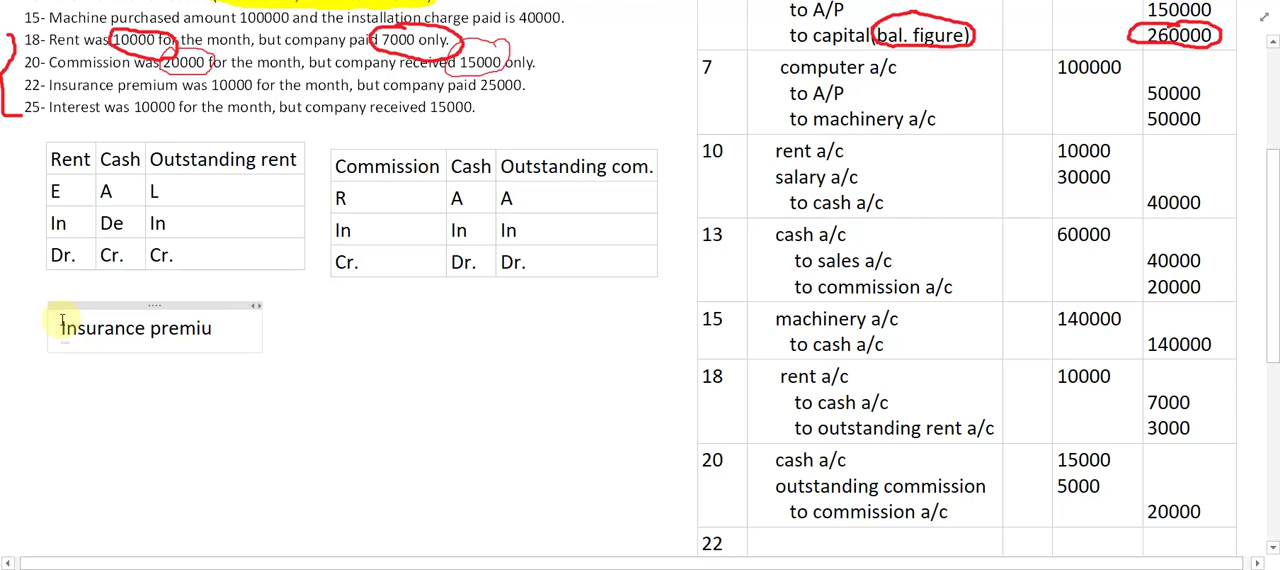 15- Machine purchased amount 100000 and the installation charge paid is 40000.
18- Rent was 10000 for the month, but company paid 7000 only.
20- Commission was 20000 for the month, but company received 15000 only.
22- Insurance premium was 10000 for the month, but company paid 25000.
25- Interest was 10000 for the month, but company received 15000.
Rent Cash Outstanding rent
E A L
In De In
Dr. Cr. Cr.
Commission Cash Outstanding com.
R A A
In In In
Cr. Dr. Dr.
Insurance premiu
to A/P 150000
to capital(bal. figure) 260000
7 computer a/c 100000
to A/P 50000
to machinery a/c 50000
10 rent a/c 10000
salary a/c 30000
to cash a/c 40000
13 cash a/c 60000
to sales a/c 40000
to commission a/c 20000
15 machinery a/c 140000
to cash a/c 140000
18 rent a/c 10000
to cash a/c 7000
to outstanding rent a/c 3000
20 cash a/c 15000
outstanding commission 5000
to commission a/c 20000
22